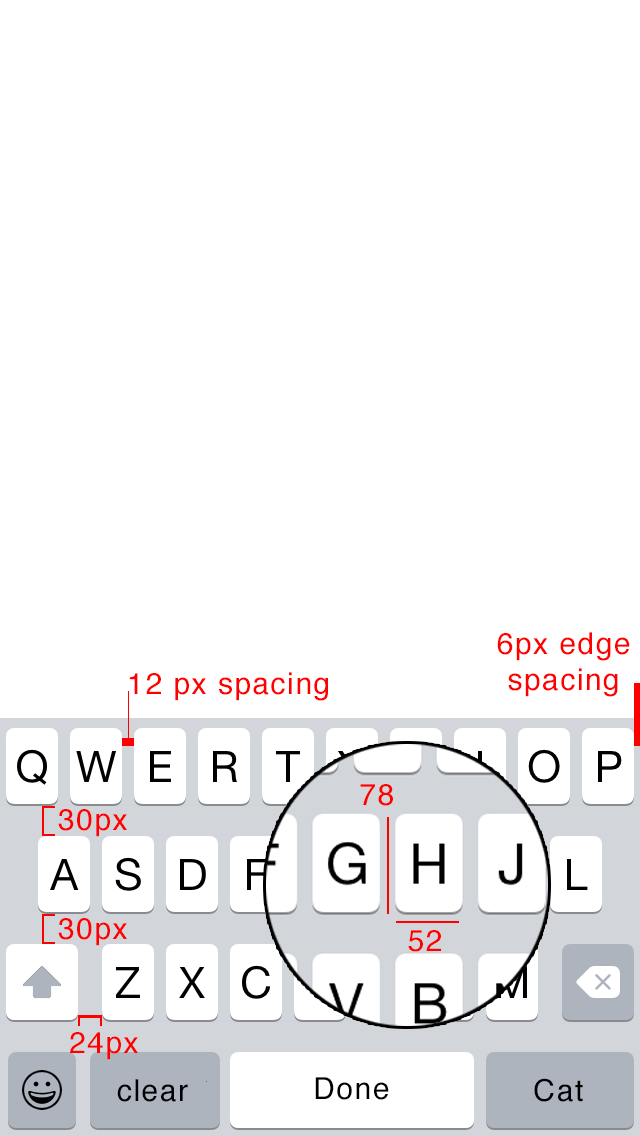 6px edge
spacing
12 px spacing
Q W E R T O P
78
30px
A S D F G H J L
52
30px
Z X C V B M
24px
clear Done Cat